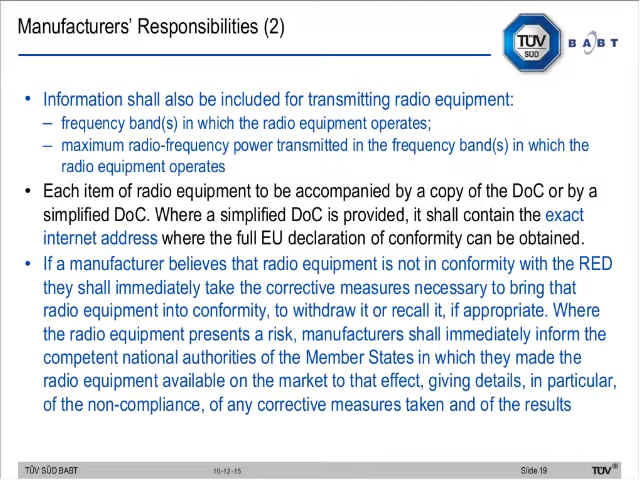 Manufacturers' Responsibilities (2)
TÜV
SÜD
BABT
• Information shall also be included for transmitting radio equipment:
– frequency band(s) in which the radio equipment operates;
– maximum radio-frequency power transmitted in the frequency band(s) in which the
radio equipment operates
• Each item of radio equipment to be accompanied by a copy of the DoC or by a
simplified DoC. Where a simplified DoC is provided, it shall contain the exact
internet address where the full EU declaration of conformity can be obtained.
• If a manufacturer believes that radio equipment is not in conformity with the RED
they shall immediately take the corrective measures necessary to bring that
radio equipment into conformity, to withdraw it or recall it, if appropriate. Where
the radio equipment presents a risk, manufacturers shall immediately inform the
competent national authorities of the Member States in which they made the
radio equipment available on the market to that effect, giving details, in particular,
of the non-compliance, of any corrective measures taken and of the results
TÜV SÜD BABT 16-12-15 Slide 19 TÜV®